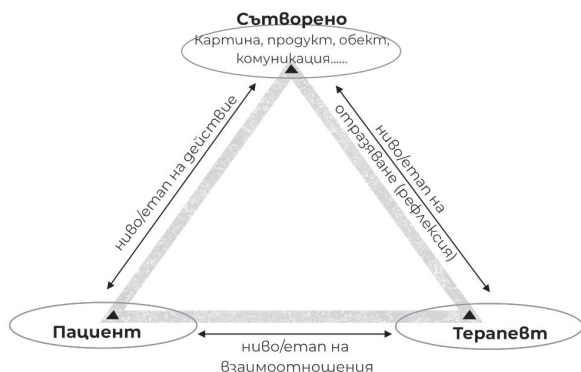 Сътворено
Картина, продукт, обект,
комуникация......
ниво/етап на действие
ниво/етап на
отразяване (рефлексия)
Пациент
Терапевт
ниво/етап на
взаимоотношения